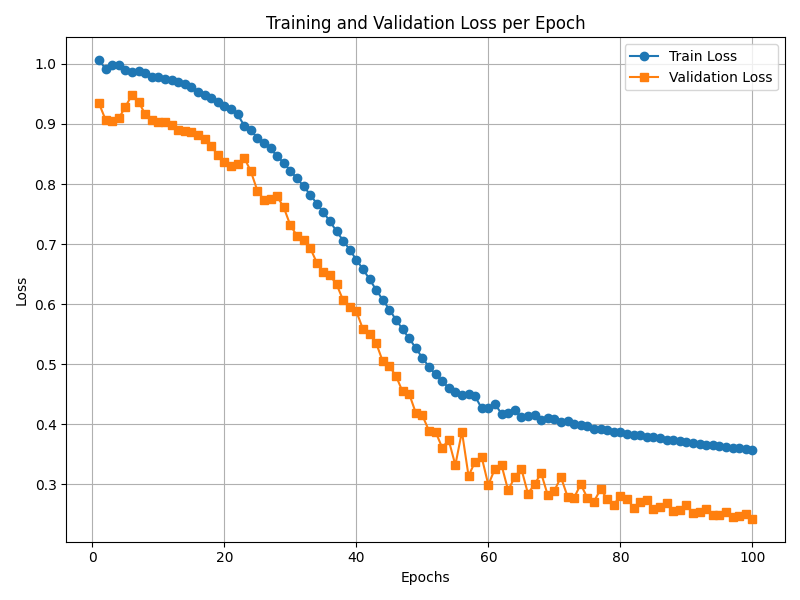 Training and Validation Loss per Epoch
Train Loss
Validation Loss
Loss
1.0
0.9
0.8
0.7
0.6
0.5
0.4
0.3
0 20 40 60 80 100
Epochs